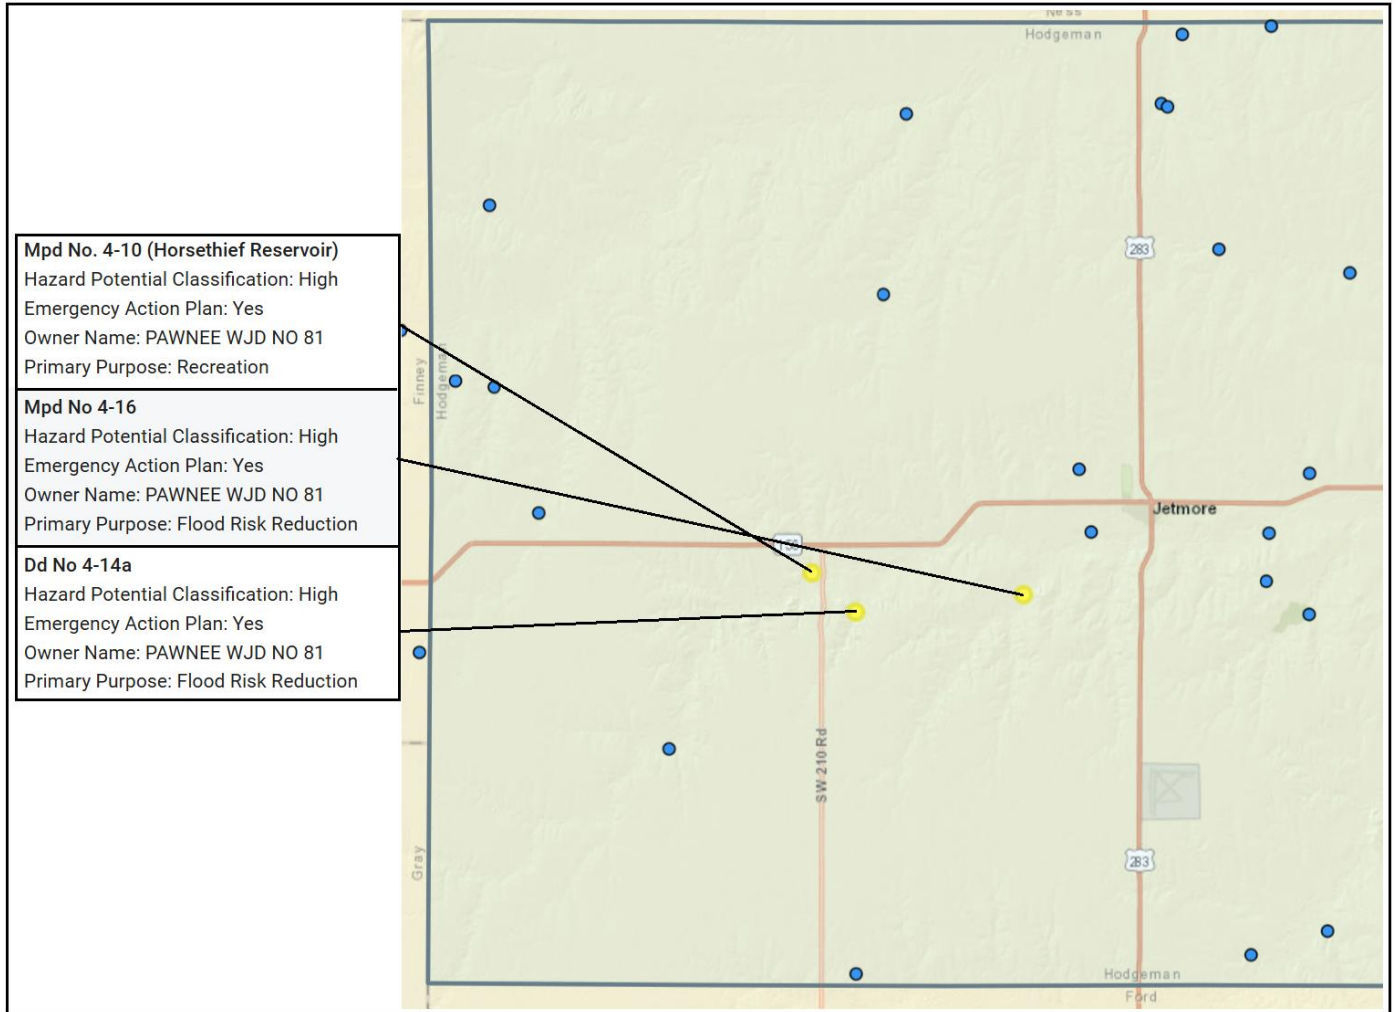 Ness
Hodgeman
Mpd No. 4-10 (Horsethief Reservoir)
Hazard Potential Classification: High
Emergency Action Plan: Yes
Owner Name: PAWNEE WJD NO 81
Primary Purpose: Recreation
Mpd No 4-16
Hazard Potential Classification: High
Emergency Action Plan: Yes
Owner Name: PAWNEE WJD NO 81
Primary Purpose: Flood Risk Reduction
Dd No 4-14a
Hazard Potential Classification: High
Emergency Action Plan: Yes
Owner Name: PAWNEE WJD NO 81
Primary Purpose: Flood Risk Reduction
283
Finney
Hodgeman
Jetmore
SW 210 Rd
Gray
283
Hodgeman
Ford